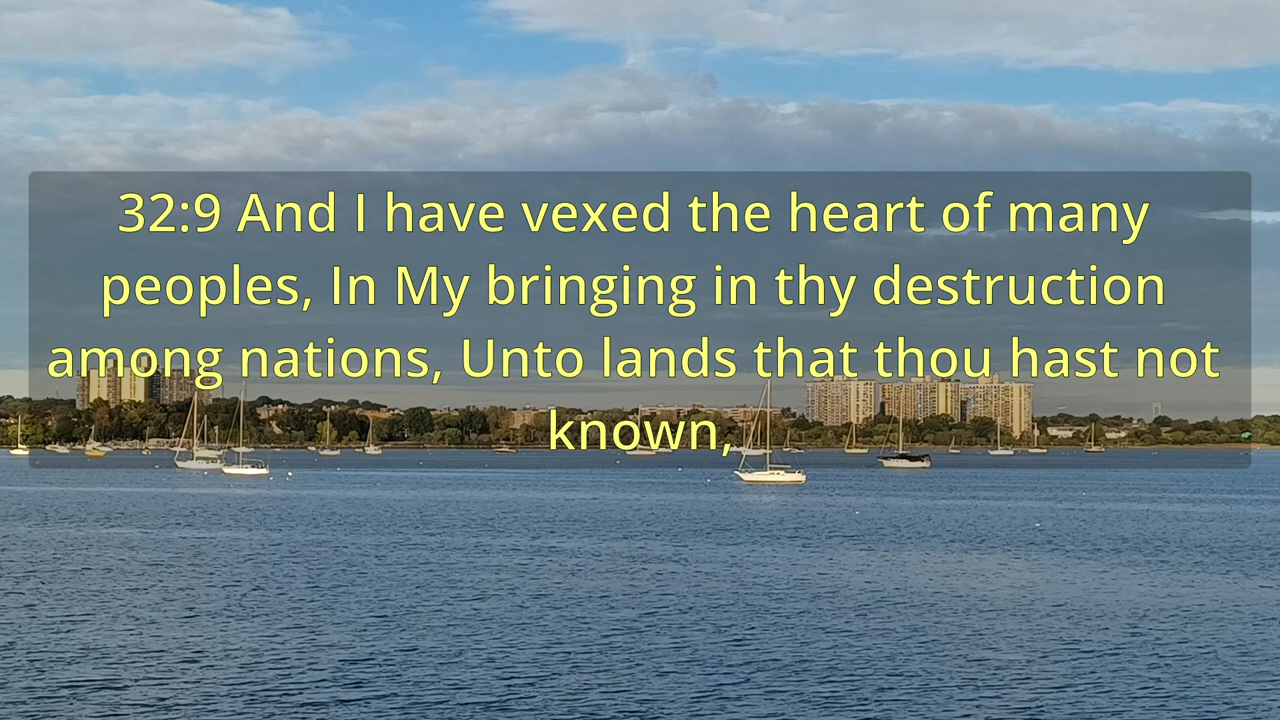 32:9 And I have vexed the heart of many
peoples, In My bringing in thy destruction
among nations, Unto lands that thou hast not
known,